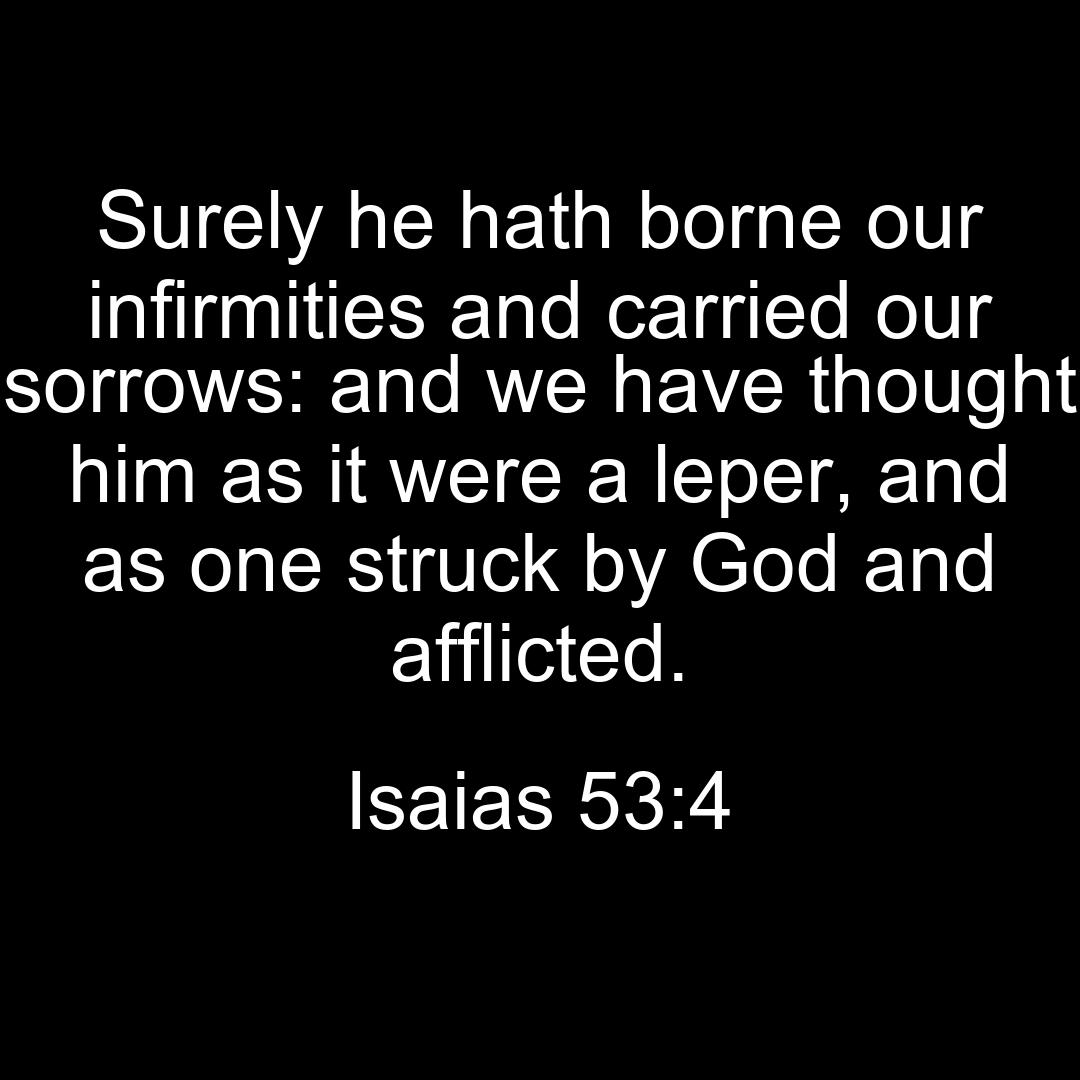 Surely he hath borne our
infirmities and carried our
sorrows: and we have thought
him as it were a leper, and
as one struck by God and
afflicted.
Isaias 53:4